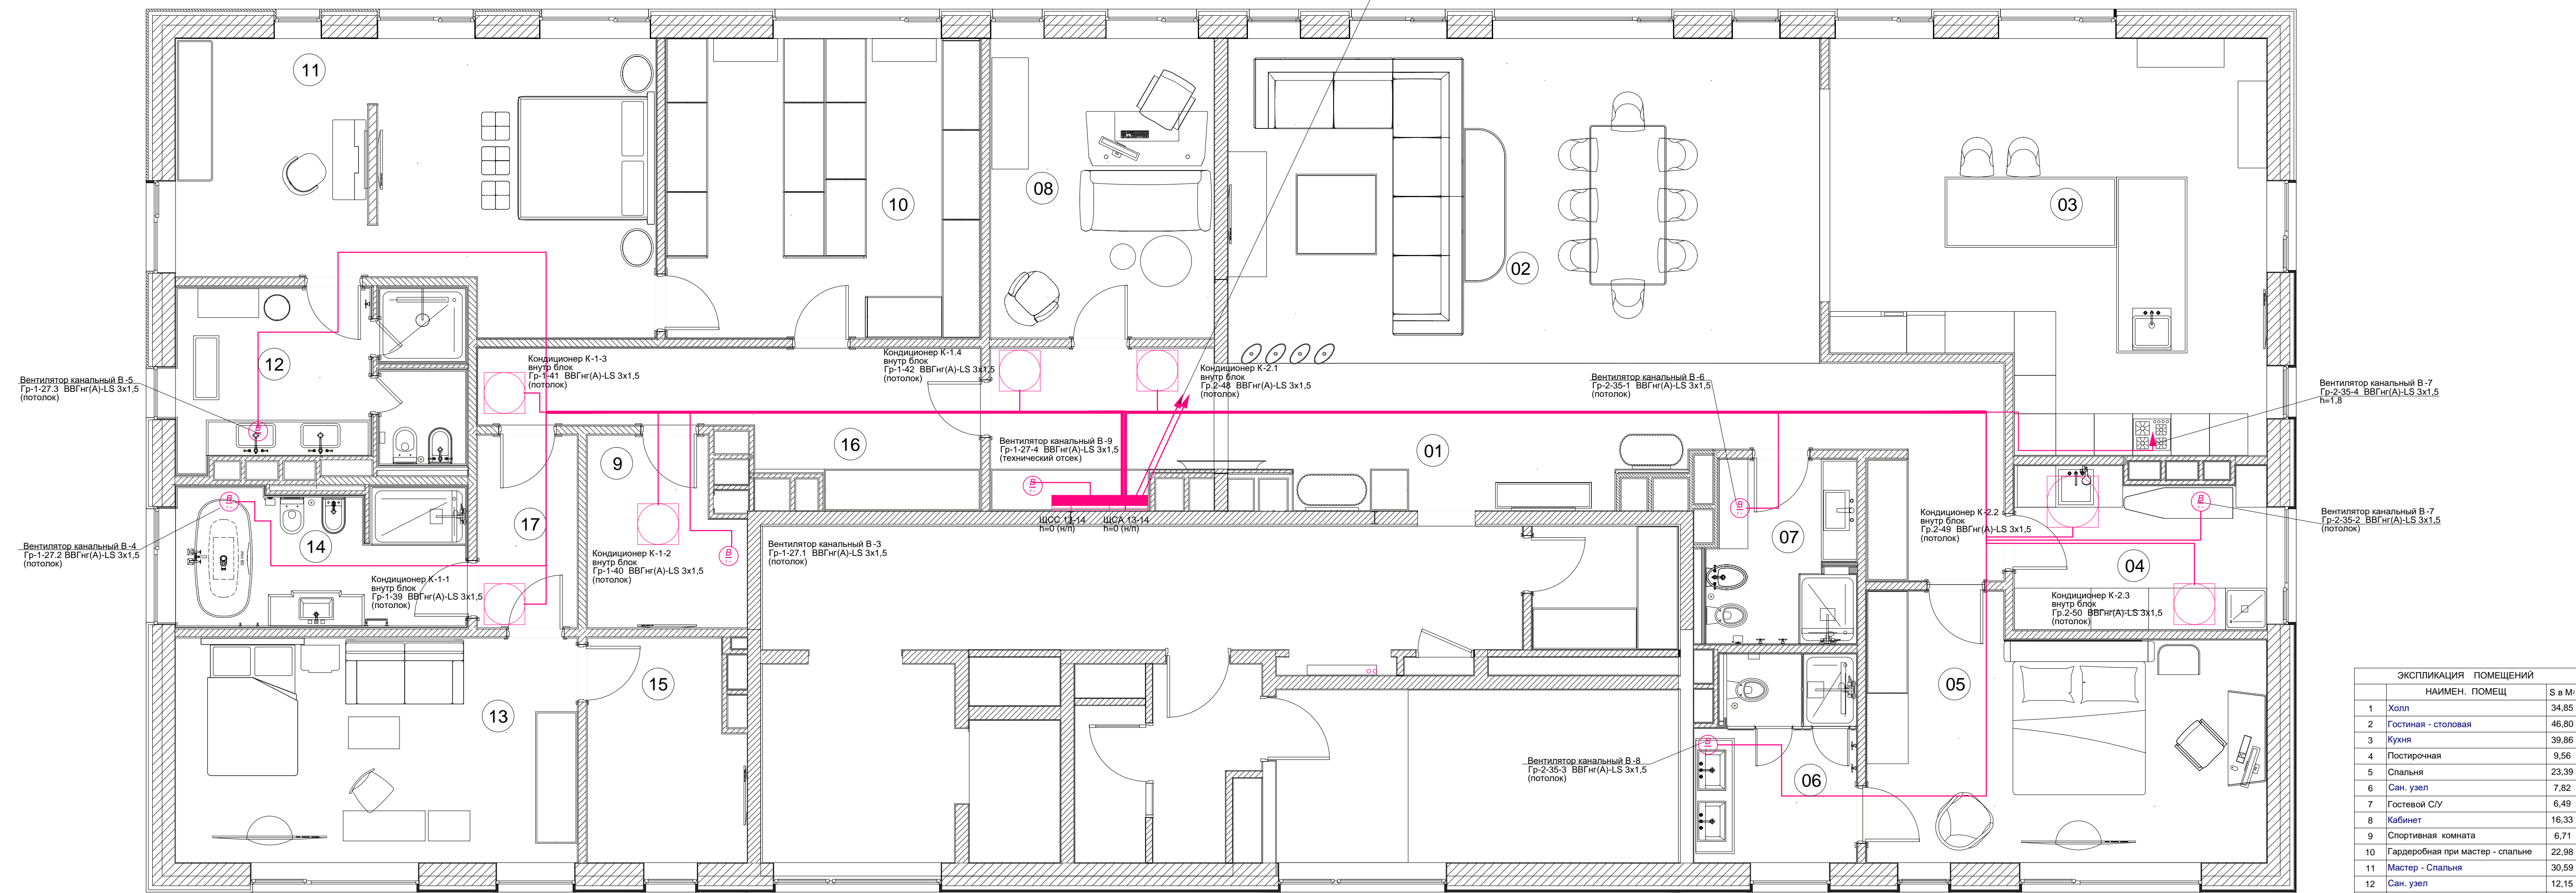 11
10
08
02
03
12
Вентилятор канальный В-5
Гр-1-27.3 ВВГнг(А)-LS 3х1,5
(потолок)
Кондиционер К-1-3
внутр блок
Гр-1-41 ВВГнг(А)-LS 3х1,5
(потолок)
Кондиционер К-1.4
внутр блок
Гр-1-42 ВВГнг(А)-LS 3х1,5
(потолок)
Кондиционер К-2.1
внутр блок
Гр.2-48 ВВГнг(А)-LS 3х1,5
(потолок)
Вентилятор канальный В-6
Гр-2-35-1 ВВГнг(А)-LS 3х1,5
(потолок)
Вентилятор канальный В-7
Гр-2-35-4 ВВГнг(А)-LS 3х1,5
h=1,8
В
9
16
Вентилятор канальный В-9
Гр-1-27-4 ВВГнг(А)-LS 3х1,5
(технический отсек)
01
В
В
В
В
17
14
ЩСС 13-14
h=0 (н/п)
ЩСА 13-14
h=0 (н/п)
07
Кондиционер К-2.2
внутр блок
Гр.2-49 ВВГнг(А)-LS 3х1,5
(потолок)
Вентилятор канальный В-7
Гр-2-35-2 ВВГнг(А)-LS 3х1,5
(потолок)
Вентилятор канальный В-4
Гр-1-27.2 ВВГнг(А)-LS 3х1,5
(потолок)
Кондиционер К-1-2
внутр блок
Гр-1-40 ВВГнг(А)-LS 3х1,5
(потолок)
В
Вентилятор канальный В-3
Гр-1-27.1 ВВГнг(А)-LS 3х1,5
(потолок)
04
Кондиционер К-1-1
внутр блок
Гр-1-39 ВВГнг(А)-LS 3х1,5
(потолок)
Кондиционер К-2.3
внутр блок
Гр.2-50 ВВГнг(А)-LS 3х1,5
(потолок)
15
05
13
В
Вентилятор канальный В-8
Гр-2-35-3 ВВГнг(А)-LS 3х1,5
(потолок)
06
ЭКСПЛИКАЦИЯ ПОМЕЩЕНИЙ
НАИМЕН. ПОМЕЩ S в М²
1 Холл 34,85
2 Гостиная - столовая 46,80
3 Кухня 39,86
4 Постирочная 9,56
5 Спальня 23,39
6 Сан. узел 7,82
7 Гостевой С/У 6,49
8 Кабинет 16,33
9 Спортивная комната 6,71
10 Гардеробная при мастер - спальне 22,98
11 Мастер - Спальня 30,59
12 Сан. узел 12,15